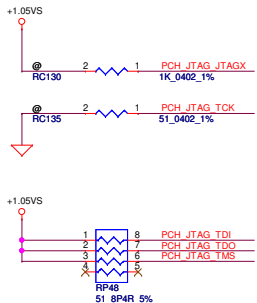 +1.05VS
@ 2 1 PCH_JTAG_JTAGX
RC130 1K_0402_1%
@ 2 1 PCH_JTAG_TCK
RC135 51_0402_1%
+1.05VS
1 8 PCH_JTAG_TDI
2 7 PCH_JTAG_TDO
3 6 PCH_JTAG_TMS
4 5
RP48
51 8P4R 5%